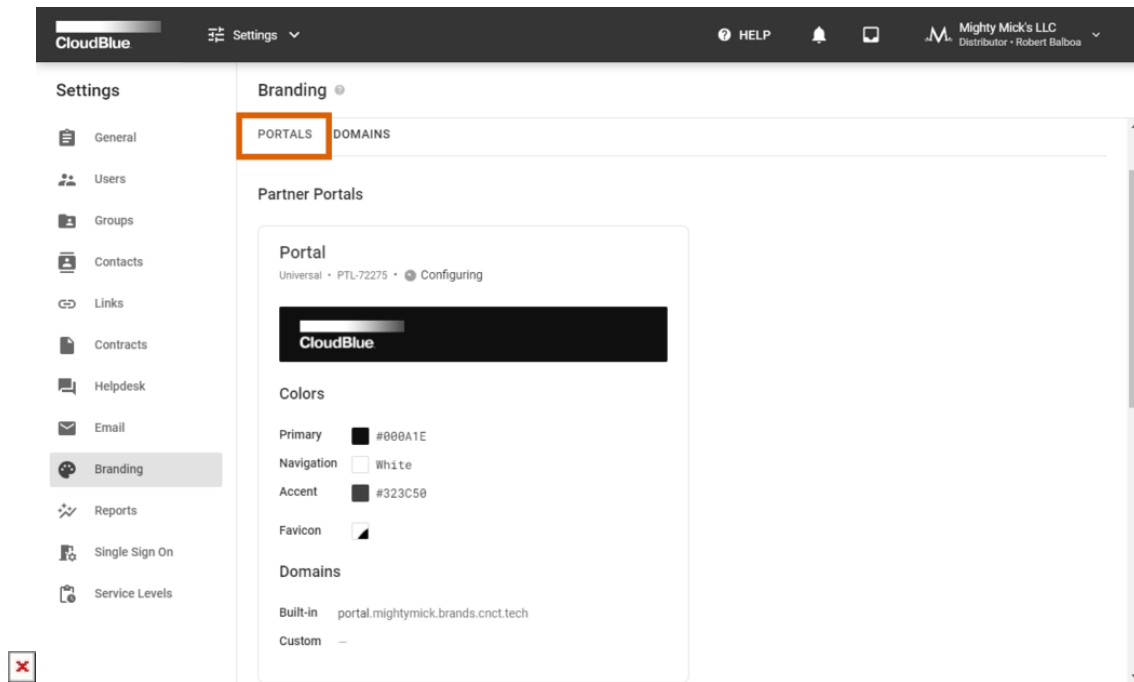 CloudBlue
Settings
HELP
Mighty Mick's LLC
Distributor • Robert Balboa
Settings
General
Users
Groups
Contacts
Links
Contracts
Helpdesk
Email
Branding
Reports
Single Sign On
Service Levels
Branding
PORTALS DOMAINS
Partner Portals
Portal
Universal • PTL-72275 • Configuring
CloudBlue
Colors
Primary #000A1E
Navigation White
Accent #323C50
Favicon
Domains
Built-in portal.mightymick.brands.cnct.tech
Custom —